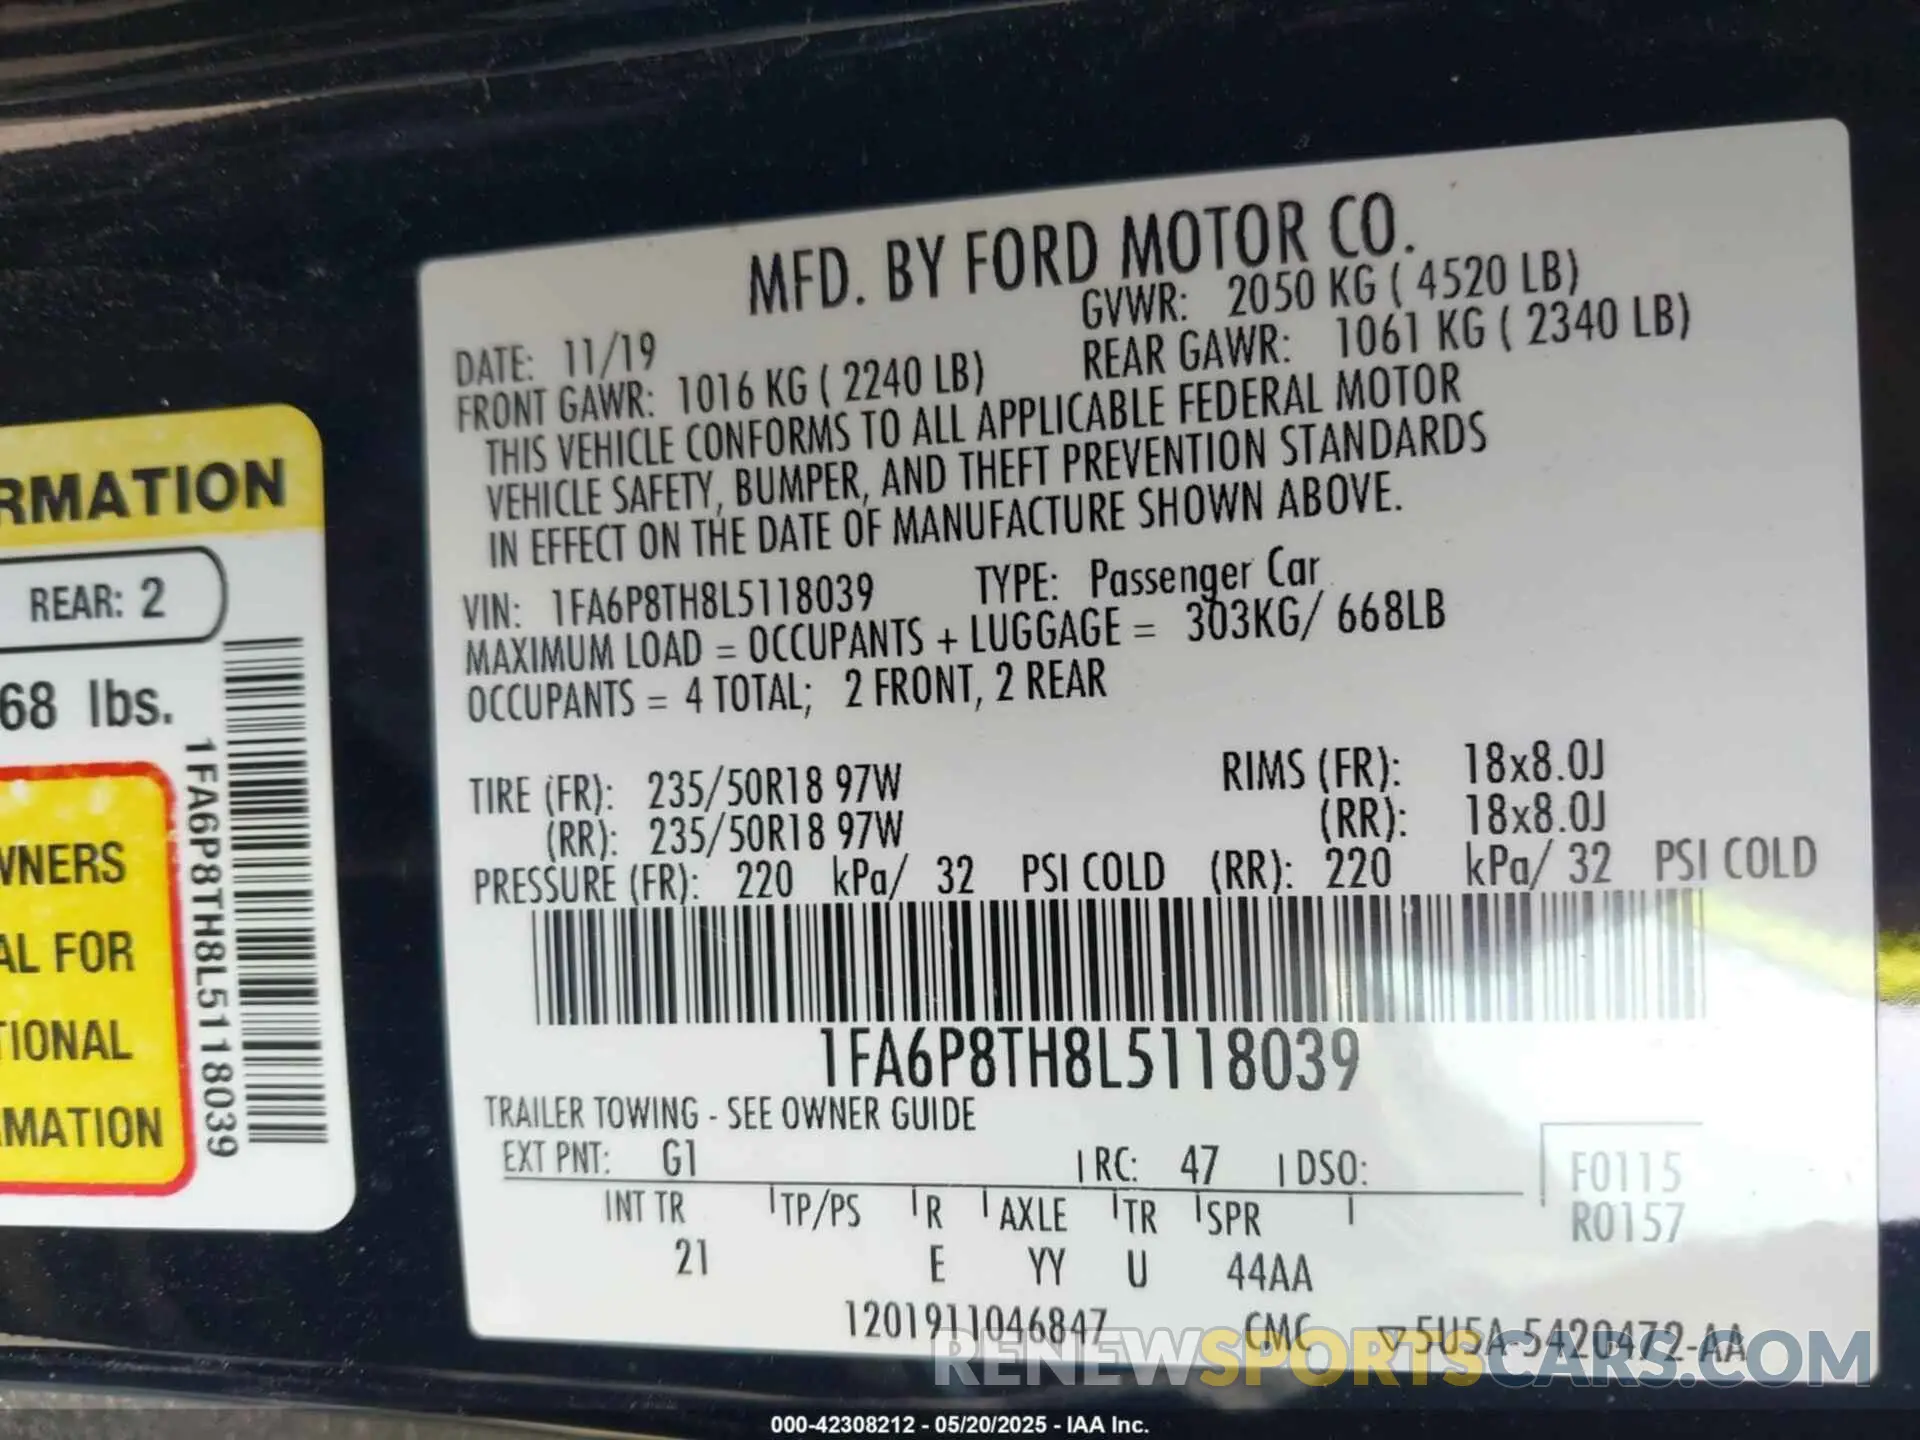 RMATION
REAR: 2
68 lbs.
WNERS
AL FOR
TIONAL
RMATION
1FA6P8TH8L5118039
MFD. BY FORD MOTOR CO.
DATE: 11/19 GVWR: 2050 KG ( 4520 LB)
FRONT GAWR: 1016 KG ( 2240 LB) REAR GAWR: 1061 KG ( 2340 LB)
THIS VEHICLE CONFORMS TO ALL APPLICABLE FEDERAL MOTOR
VEHICLE SAFETY, BUMPER, AND THEFT PREVENTION STANDARDS
IN EFFECT ON THE DATE OF MANUFACTURE SHOWN ABOVE.
VIN: 1FA6P8TH8L5118039 TYPE: Passenger Car
MAXIMUM LOAD = OCCUPANTS + LUGGAGE = 303KG/ 668LB
OCCUPANTS = 4 TOTAL; 2 FRONT, 2 REAR
TIRE (FR): 235/50R18 97W RIMS (FR): 18x8.0J
(RR): 235/50R18 97W (RR): 18x8.0J
PRESSURE (FR): 220 kPa/ 32 PSI COLD (RR): 220 kPa/ 32 PSI COLD
1FA6P8TH8L5118039
TRAILER TOWING - SEE OWNER GUIDE
EXT PNT: G1 RC: 47 DSO: F0115
INT TR TP/PS R AXLE TR SPR R0157
21 E YY U 44AA
1201911046847 CMC ▽5U5A-5420472-AA
RENEWSPORTSCARS.COM
000-42308212 - 05/20/2025 - IAA Inc.